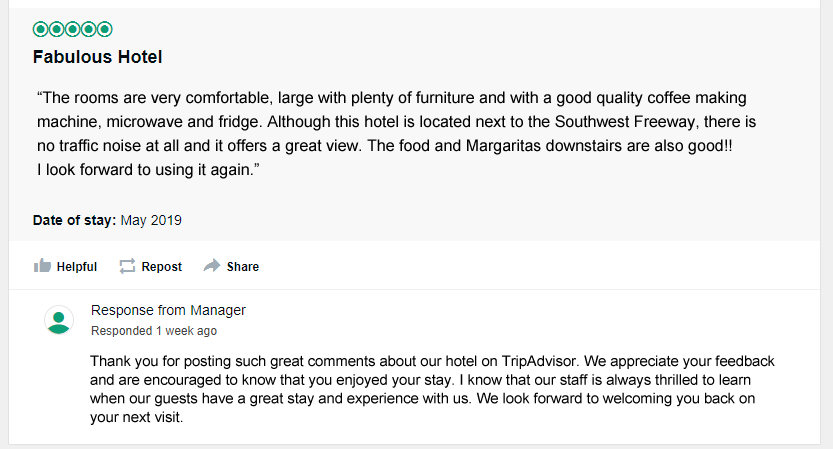 Fabulous Hotel
“The rooms are very comfortable, large with plenty of furniture and with a good quality coffee making
machine, microwave and fridge. Although this hotel is located next to the Southwest Freeway, there is
no traffic noise at all and it offers a great view. The food and Margaritas downstairs are also good!!
I look forward to using it again.”
Date of stay: May 2019
Helpful Repost Share
Response from Manager
Responded 1 week ago
Thank you for posting such great comments about our hotel on TripAdvisor. We appreciate your feedback
and are encouraged to know that you enjoyed your stay. I know that our staff is always thrilled to learn
when our guests have a great stay and experience with us. We look forward to welcoming you back on
your next visit.